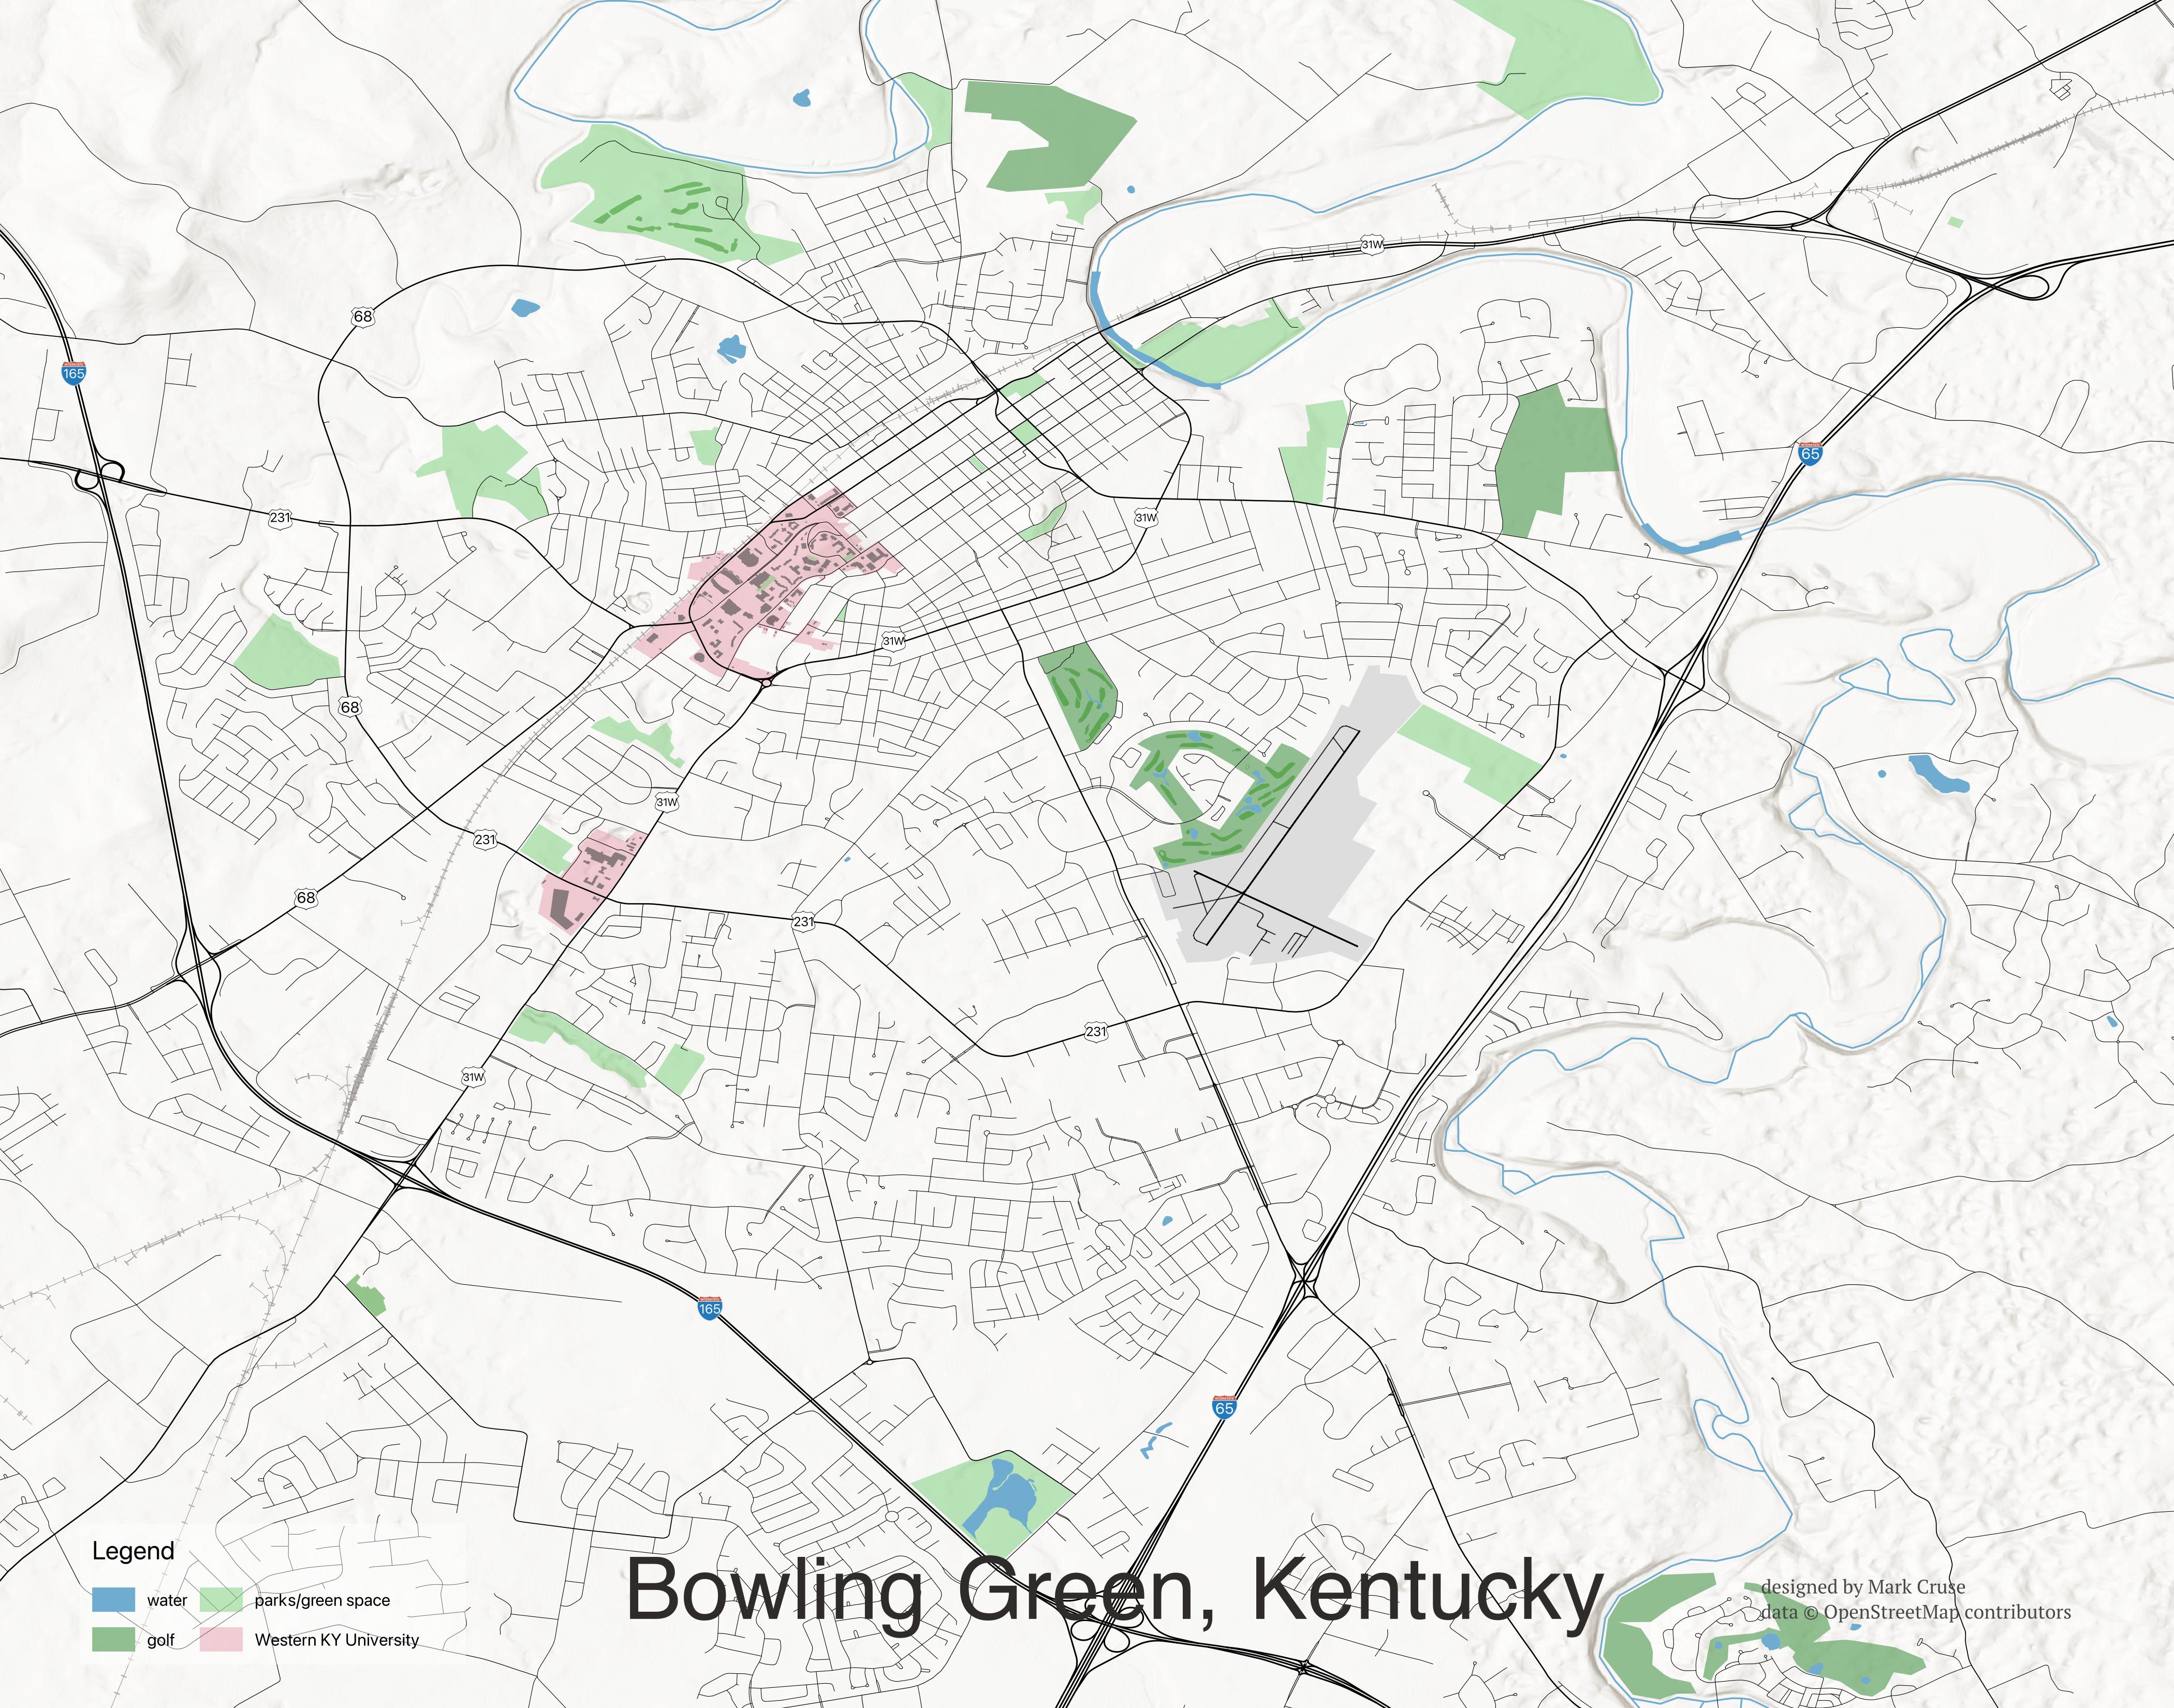 31W
68
165
65
231
31W
31W
68
31W
231
68
231
231
31W
165
65
Legend
water
parks/green space
golf
Western KY University
Bowling Green, Kentucky
designed by Mark Cruse
data © OpenStreetMap contributors